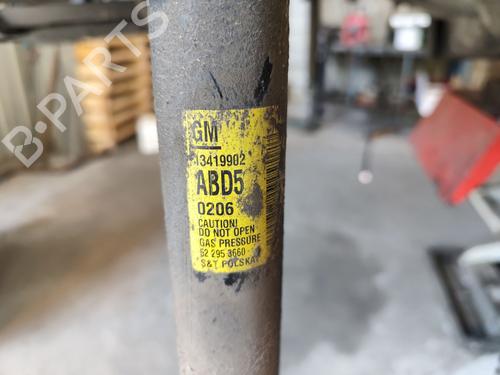 GM
13419902
ABD5
0206
CAUTION!
DO NOT OPEN
GAS PRESSURE
52 295 3660
S&T POLSKA
B-PARTS